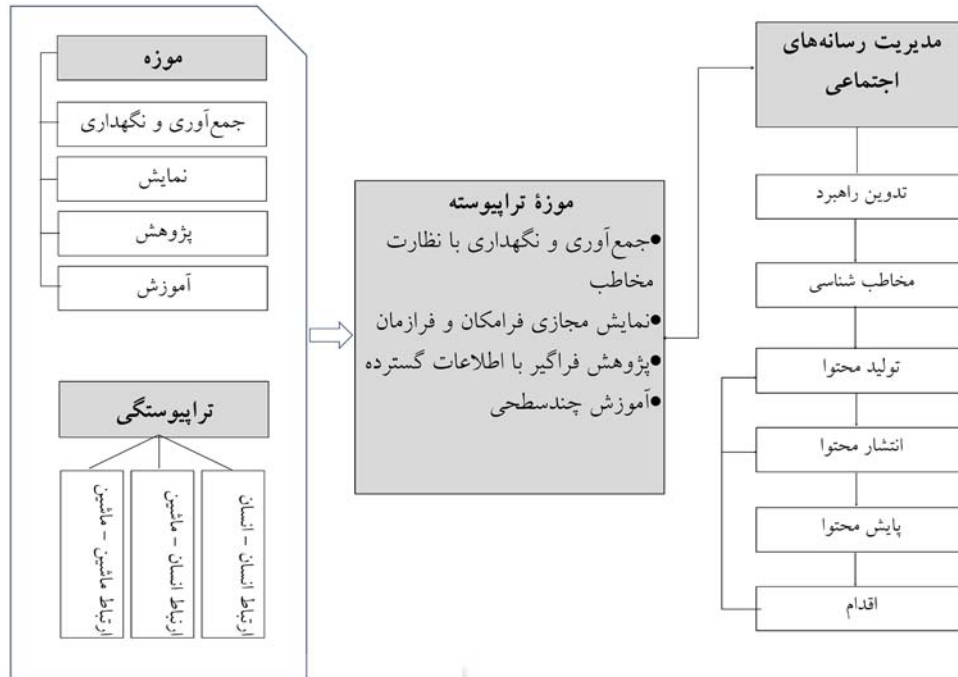 موزه
جمع‌آوری و نگهداری
نمایش
پژوهش
آموزش
تراپیوستگی
ارتباط انسان – انسان
ارتباط انسان – ماشین
ارتباط ماشین – ماشین
موزۀ تراپیوسته
•جمع‌آوری و نگهداری با نظارت
مخاطب
•نمایش مجازی فرامکان و فرازمان
•پژوهش فراگیر با اطلاعات گسترده
•آموزش چندسطحی
مدیریت رسانه‌های
اجتماعی
تدوین راهبرد
مخاطب شناسی
تولید محتوا
انتشار محتوا
پایش محتوا
اقدام